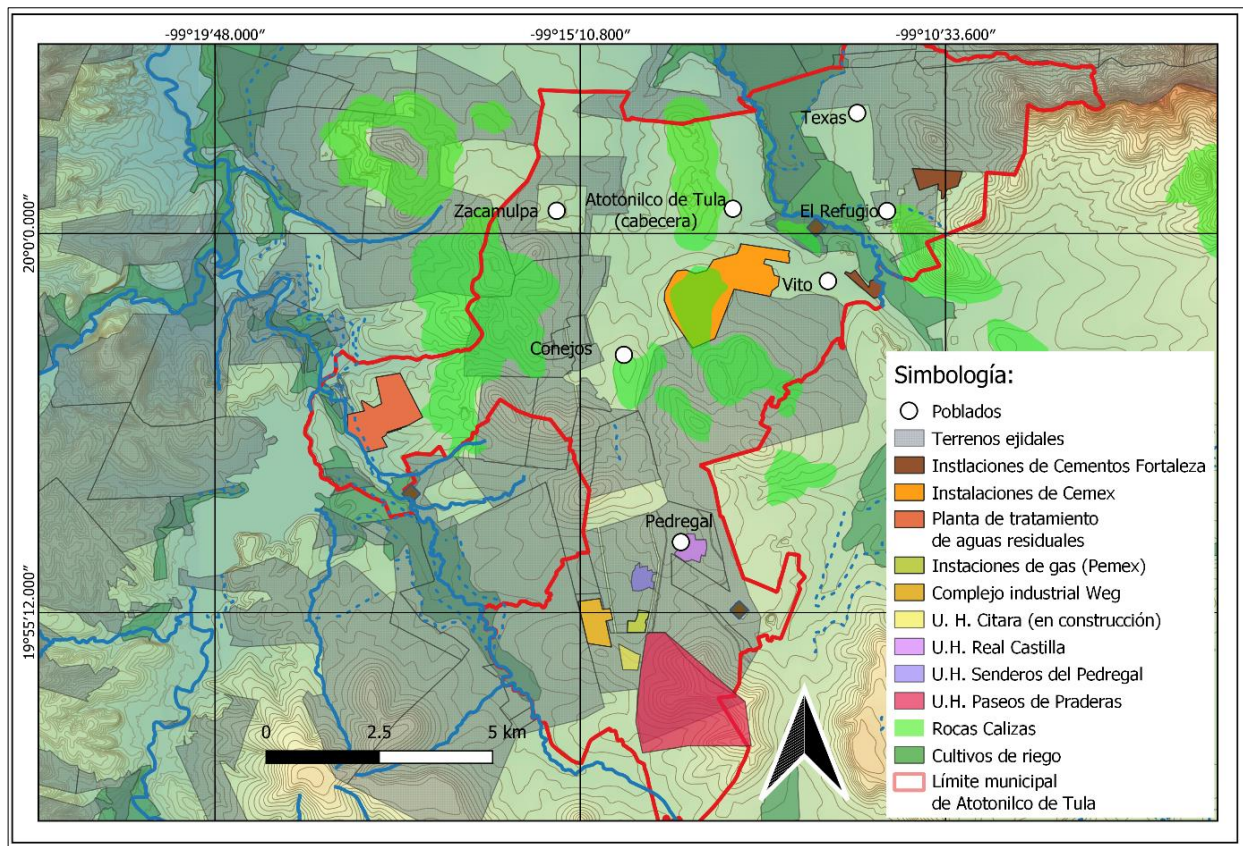 -99°19′48.000″
-99°15′10.800″
-99°10′33.600″
Texas
Zacamulpa
Atotonilco de Tula
(cabecera)
El Refugio
20°0′0.000″
Vito
Conejos
Pedregal
19°55′12.000″
0
2.5
5 km
Simbología:
Poblados
Terrenos ejidales
Instlaciones de Cementos Fortaleza
Instalaciones de Cemex
Planta de tratamiento
de aguas residuales
Instaciones de gas (Pemex)
Complejo industrial Weg
U. H. Citara (en construcción)
U.H. Real Castilla
U.H. Senderos del Pedregal
U.H. Paseos de Praderas
Rocas Calizas
Cultivos de riego
Límite municipal
de Atotonilco de Tula